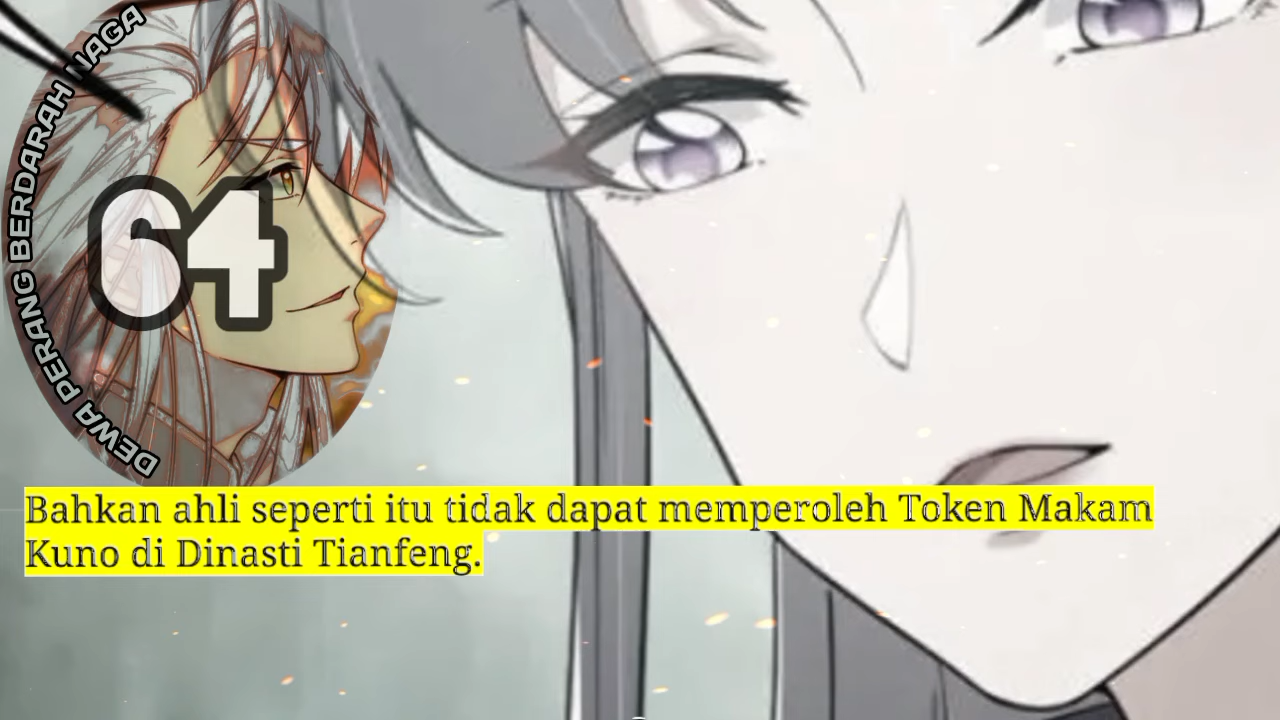 DEWA PERANG BERDARAH NAGA
64
Bahkan ahli seperti itu tidak dapat memperoleh Token Makam
Kuno di Dinasti Tianfeng.